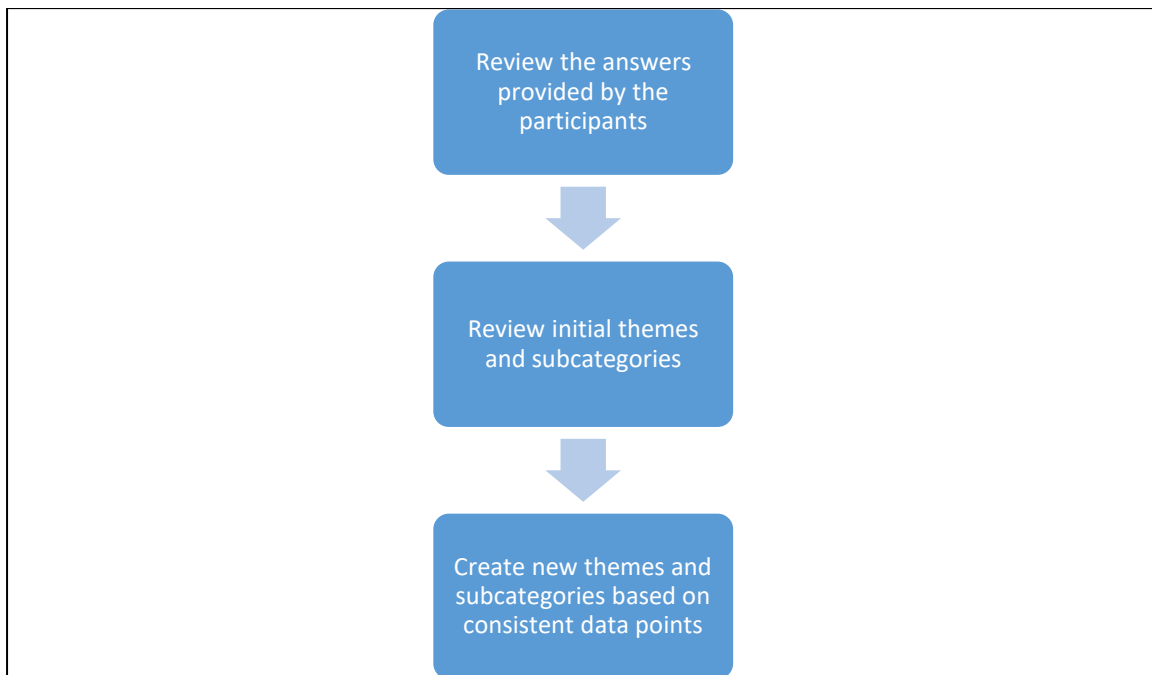 Review the answers
provided by the
participants
Review initial themes
and subcategories
Create new themes and
subcategories based on
consistent data points